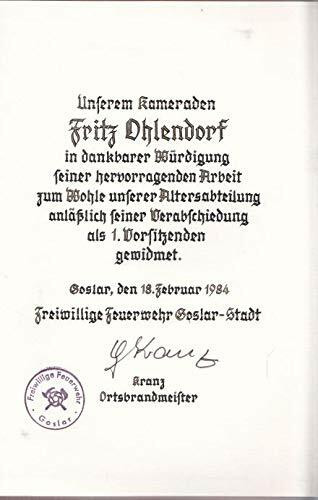 Unserem Kameraden
Fritz Ohlendorf
in dankbarer Würdigung
seiner hervorragenden Arbeit
zum Wohle unserer Altersabteilung
anläßlich seiner Verabschiedung
als 1. Vorsitzenden
gewidmet.
Goslar, den 18. Februar 1984
Freiwillige Feuerwehr Goslar-Stadt
Kranz
Kranz
Ortsbrandmeister
Freiwillige Feuerwehr
Goslar